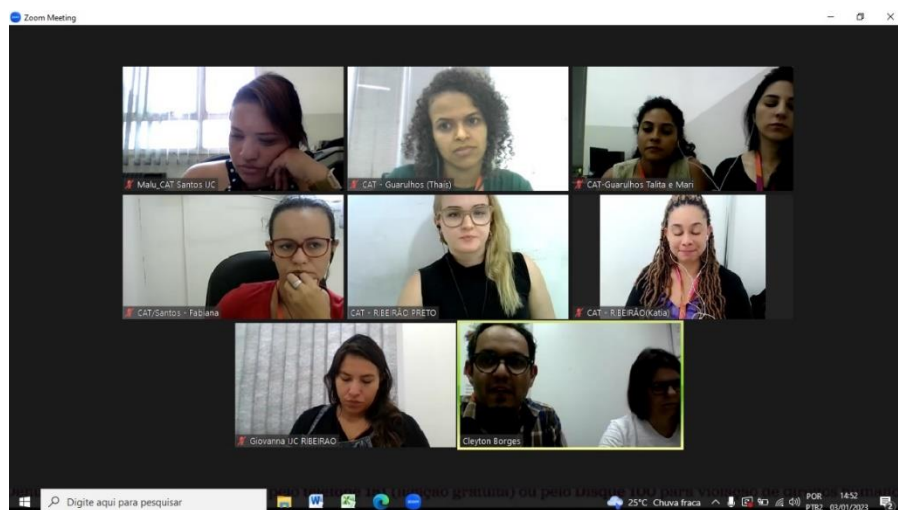 Zoom Meeting
Malu_CAT Santos UC
CAT - Guarulhos (Thaís)
CAT-Guarulhos Talita e Mari
CAT/Santos - Fabiana
CAT - RIBEIRÃO PRETO
CAT - RIBEIRÃO(Katia)
Giovanna UC RIBEIRAO
Cleyton Borges
Digite aqui para pesquisar
25°C Chuva fraca
POR
PTB2
14:52
03/01/2023